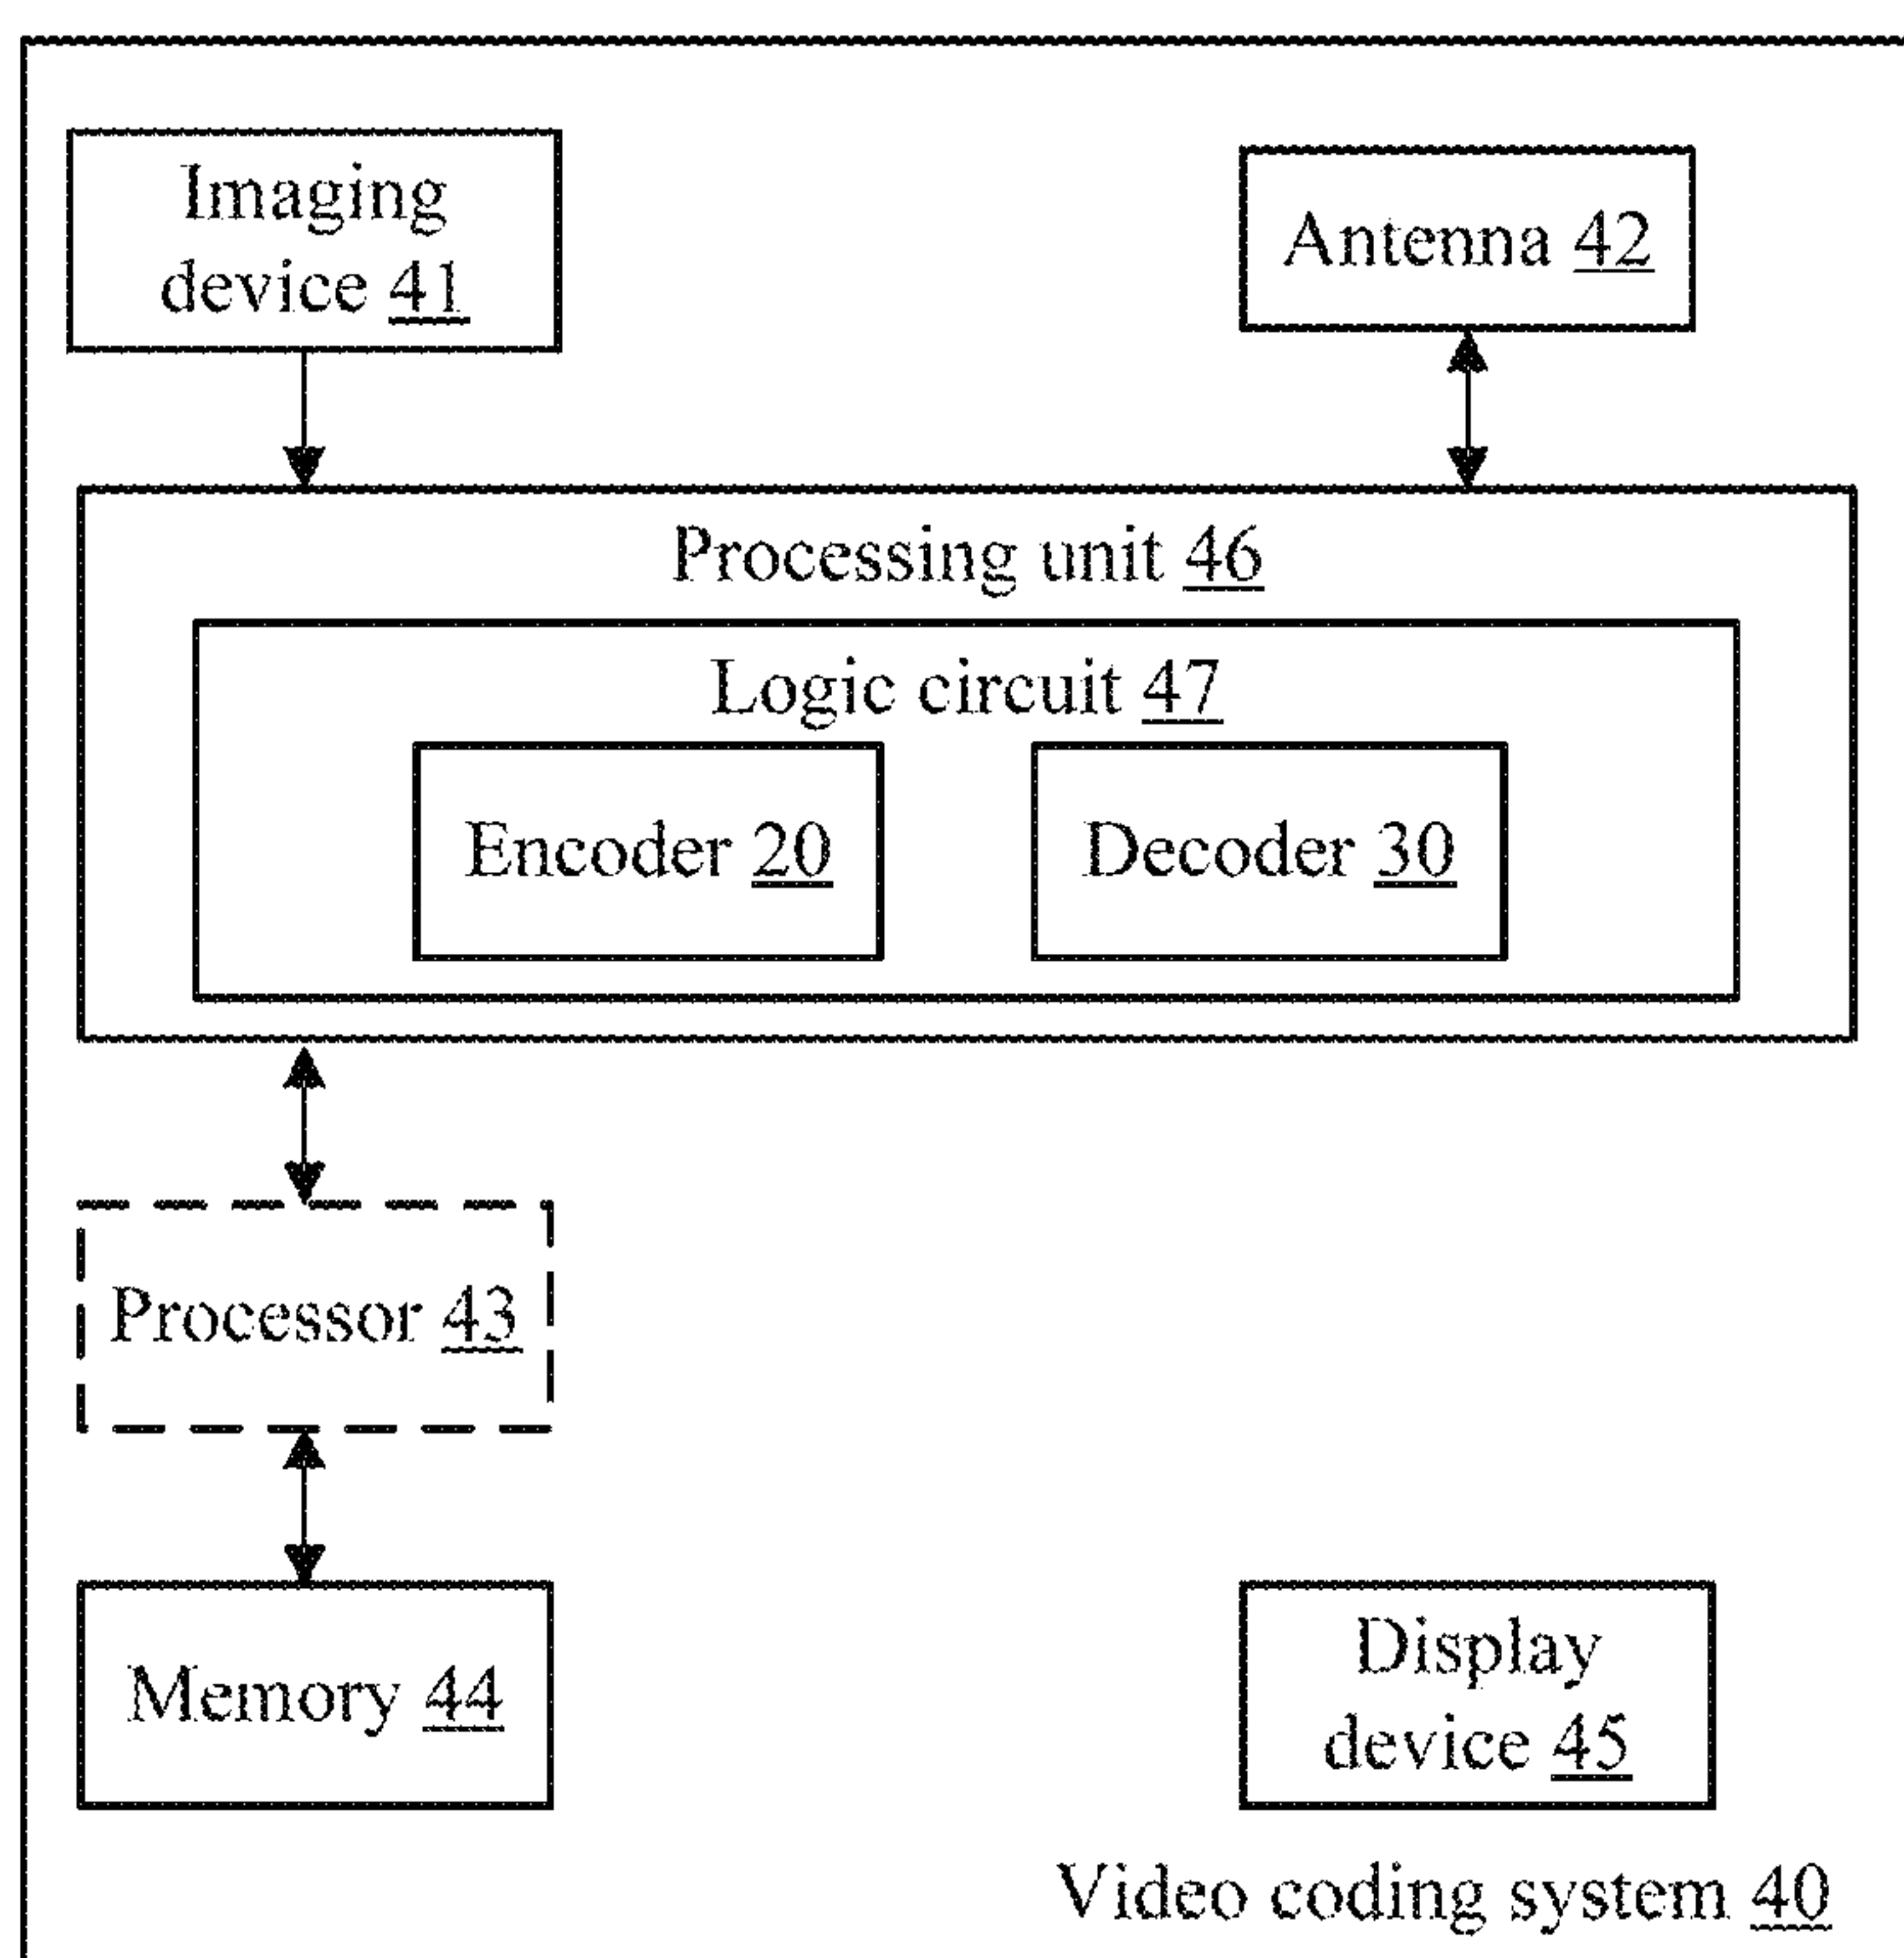 Imaging
device 41
Antenna 42
Processing unit 46
Logic circuit 47
Encoder 20
Decoder 30
Processor 43
Memory 44
Display
device 45
Video coding system 40